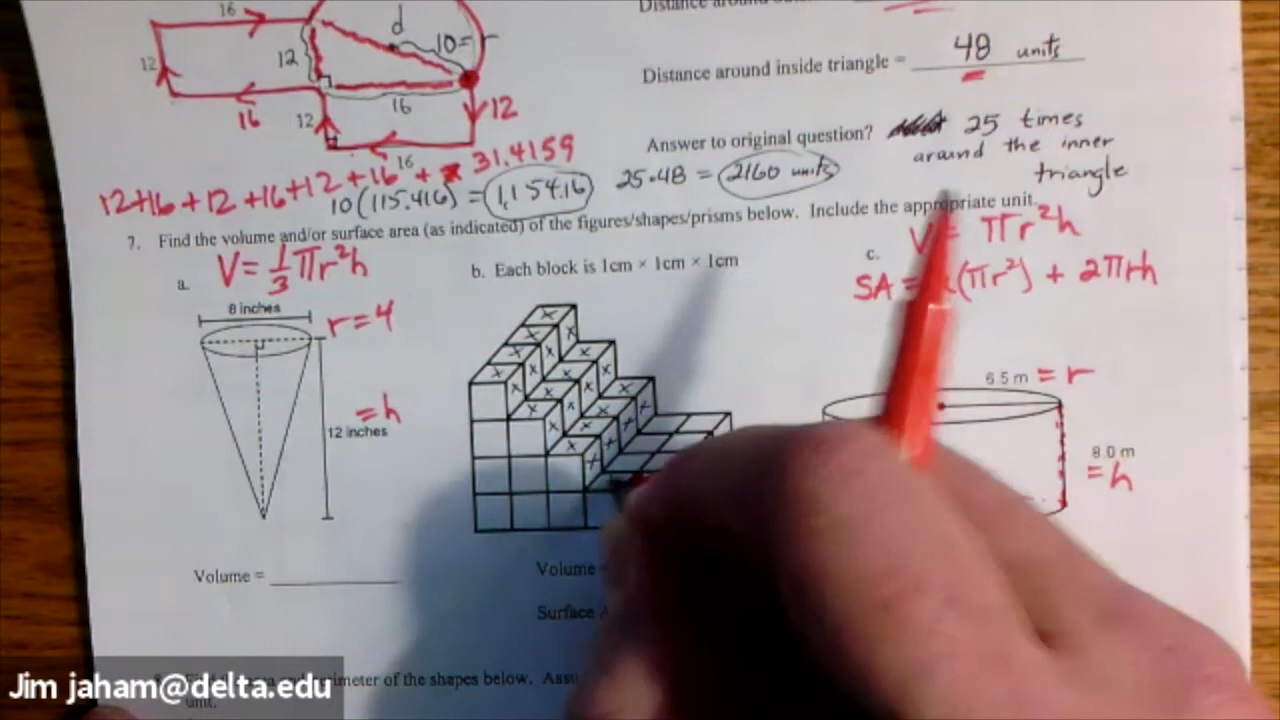 16
Distance around
d
12
12
10=r
Distance around inside triangle = 48 units
16
16
12
12
16
Answer to original question? 25 times
around the inner
triangle
12+16+12+16+12+16+ 31.4159
10(115.416) = 1,154.16
25·48 = 2160 units
7. Find the volume and/or surface area (as indicated) of the figures/shapes/prisms below. Include the appropriate unit.
a. V=⅓πr²h
b. Each block is 1cm × 1cm × 1cm
c. V= πr²h
SA = (πr²) + 2πrh
8 inches
r=4
6.5 m = r
=h
12 inches
8.0 m
=h
Volume =
Volume =
Surface
meter of the shapes below. Assu
unit.
Jim jaham@delta.edu